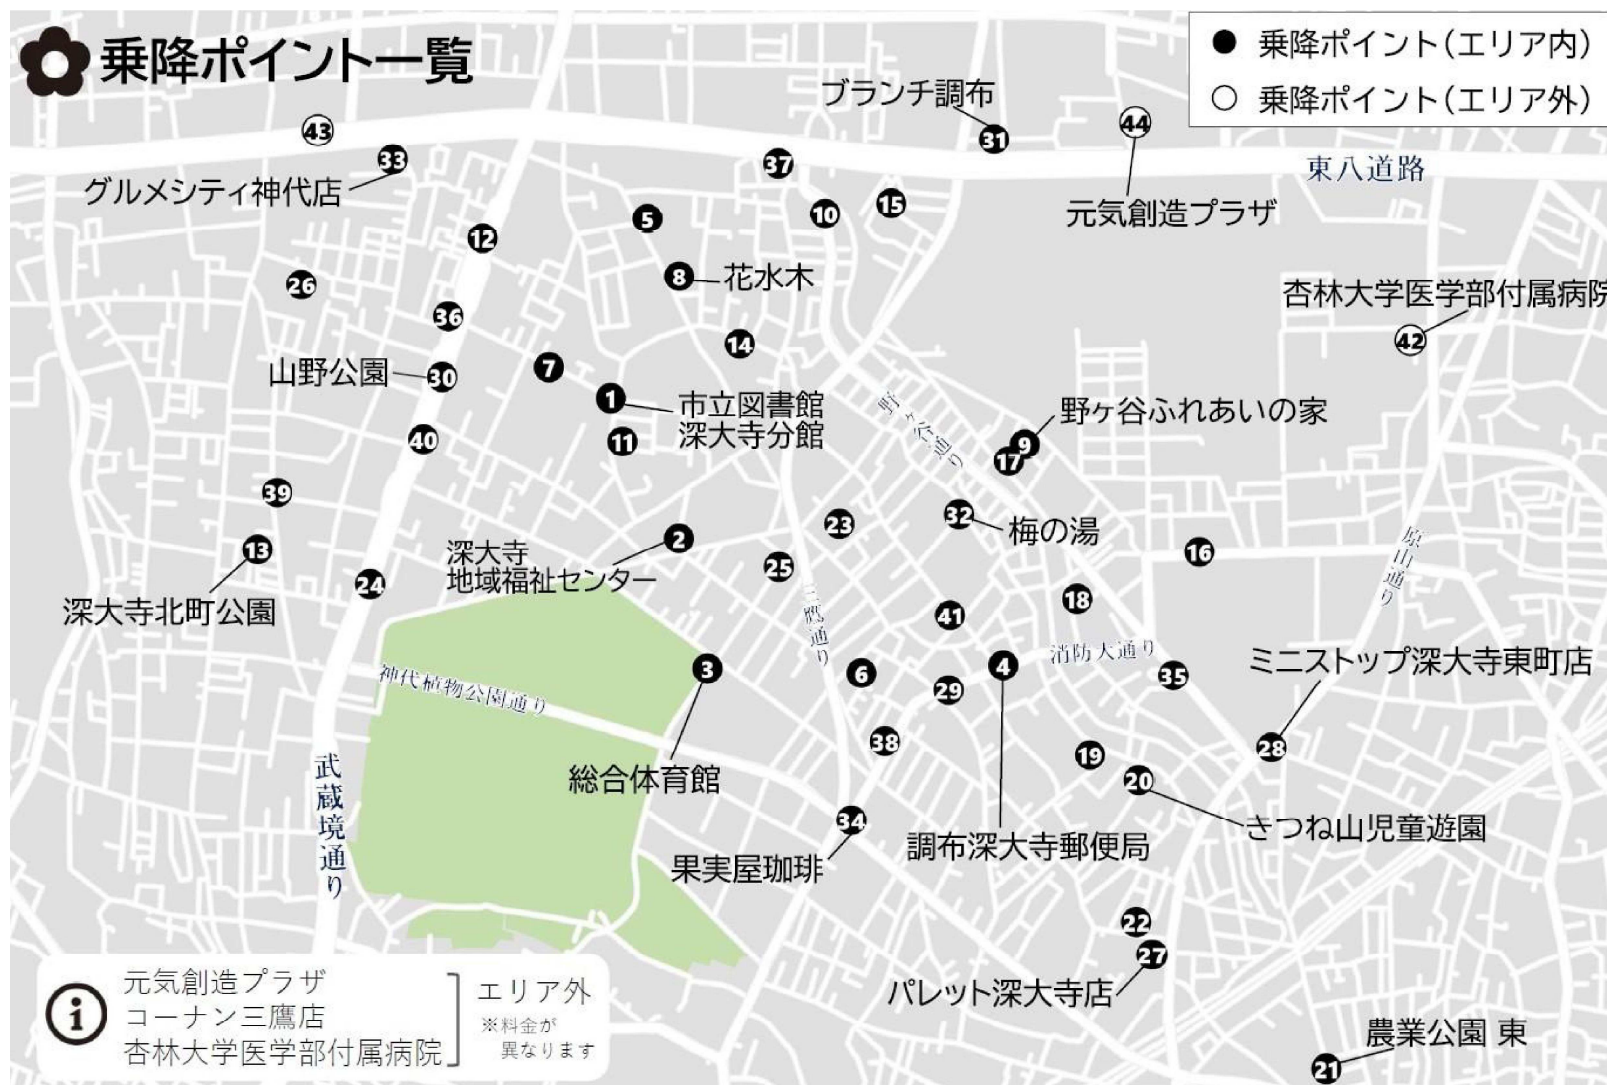 乗降ポイント一覧
● 乗降ポイント(エリア内)
○ 乗降ポイント(エリア外)
ブランチ調布
43
44
31
33
37
東八道路
グルメシティ神代店
15
10
5
元気創造プラザ
12
8
花水木
26
杏林大学医学部付属病院
36
42
14
7
山野公園
30
1
市立図書館
深大寺分館
野ヶ谷通り
野ヶ谷ふれあいの家
9
40
11
17
39
32
梅の湯
23
2
13
深大寺
地域福祉センター
25
16
原山通り
24
18
深大寺北町公園
三鷹通り
41
消防大通り
ミニストップ深大寺東町店
3
6
4
35
神代植物公園通り
29
38
28
19
総合体育館
20
武蔵境通り
34
きつね山児童遊園
調布深大寺郵便局
果実屋珈琲
22
27
パレット深大寺店
元気創造プラザ
コーナン三鷹店
杏林大学医学部付属病院
エリア外
※料金が
異なります
農業公園 東
21